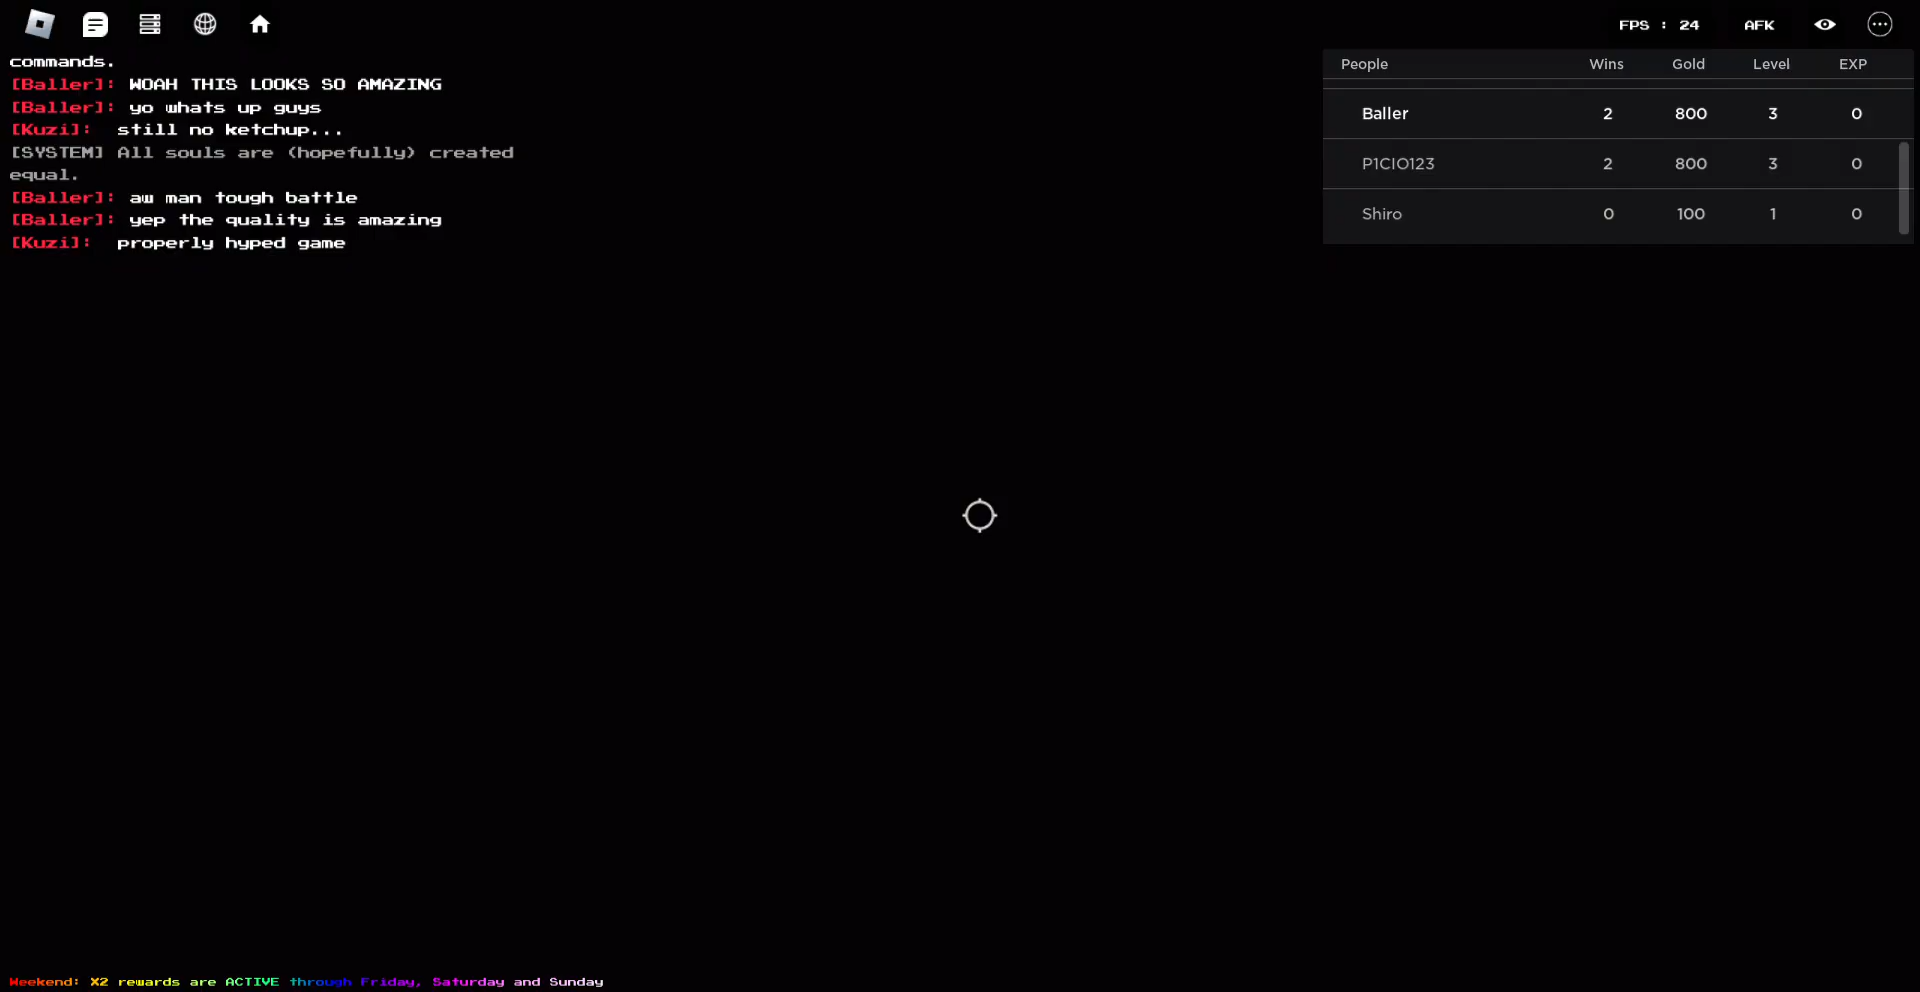 FPS : 24 AFK
commands.
[Baller]: WOAH THIS LOOKS SO AMAZING
[Baller]: yo whats up guys
[Kuzi]: still no ketchup...
[SYSTEM] All souls are (hopefully) created
equal.
[Baller]: aw man tough battle
[Baller]: yep the quality is amazing
[Kuzi]: properly hyped game
People Wins Gold Level EXP
Baller 2 800 3 0
P1CIO123 2 800 3 0
Shiro 0 100 1 0
Weekend: X2 rewards are ACTIVE through Friday, Saturday and Sunday